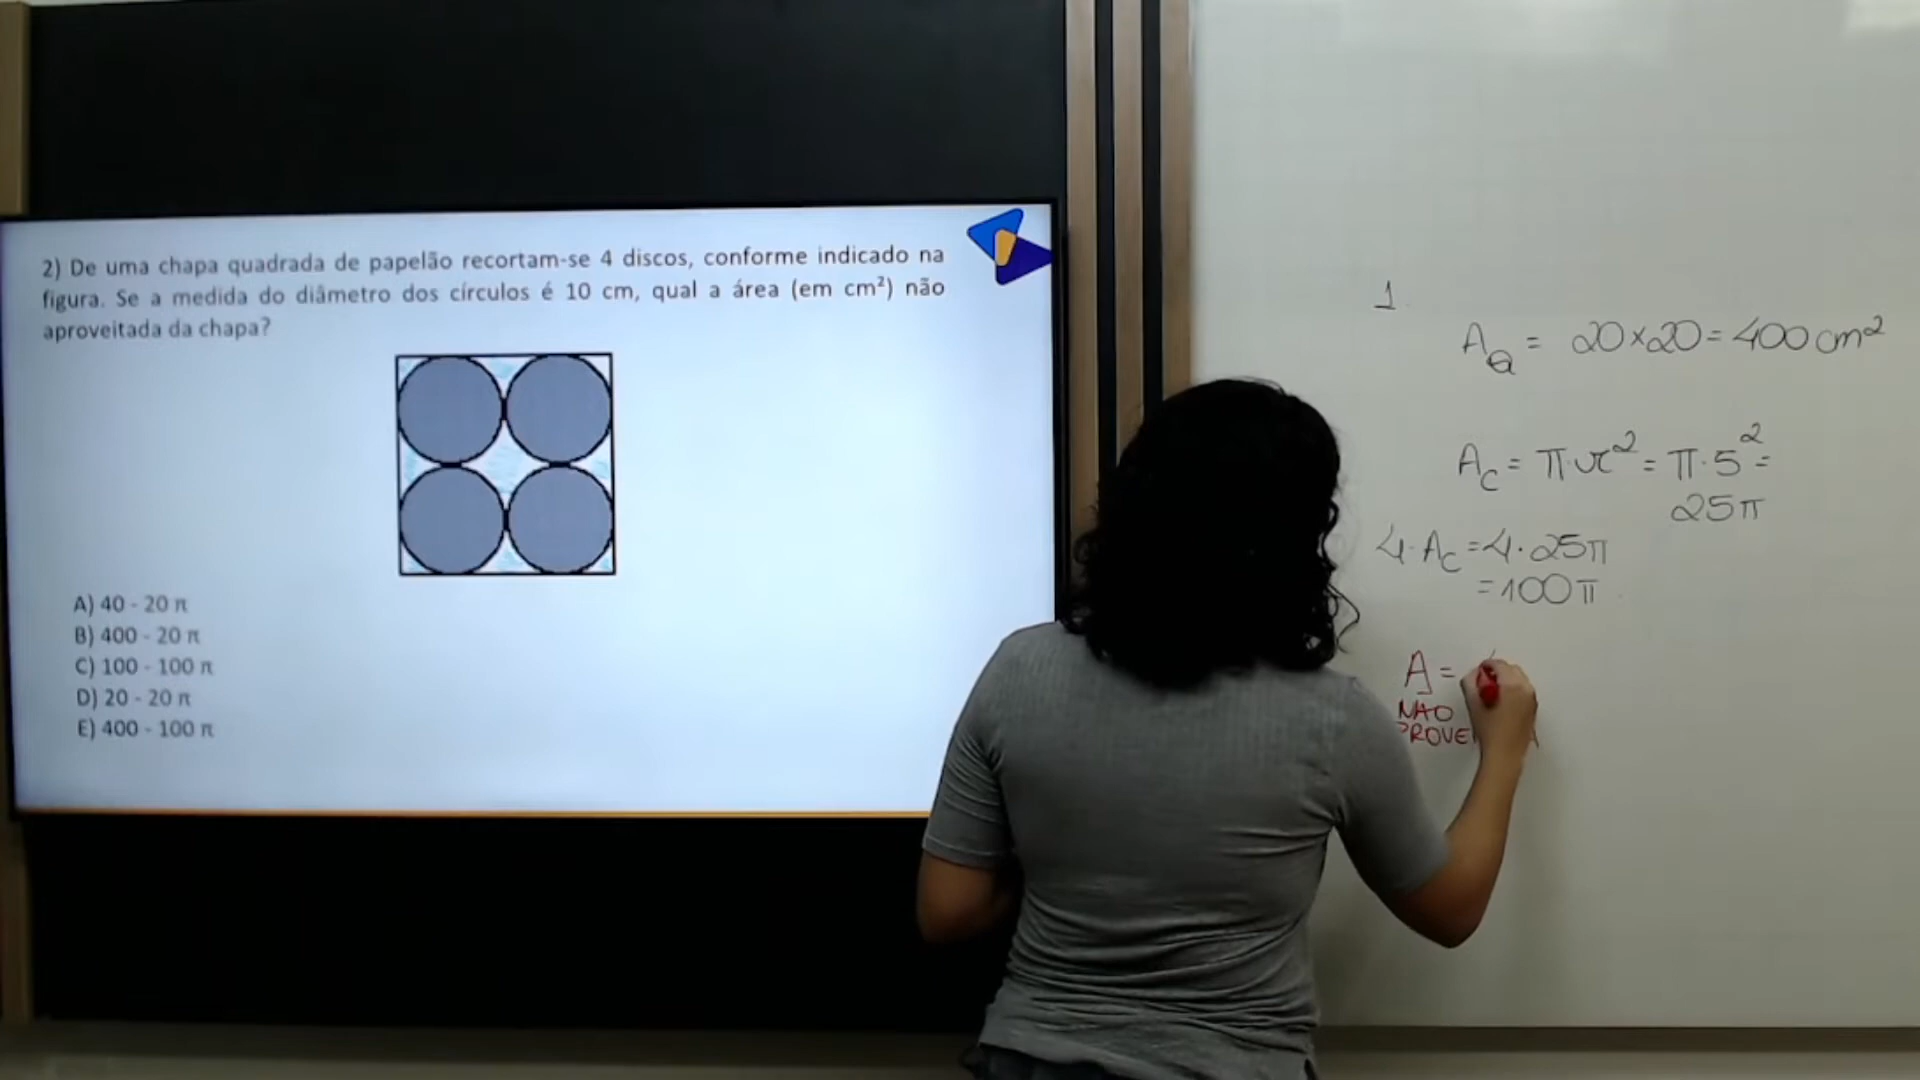 2) De uma chapa quadrada de papelão recortam-se 4 discos, conforme indicado na
figura. Se a medida do diâmetro dos círculos é 10 cm, qual a área (em cm²) não
aproveitada da chapa?
A) 40 - 20 π
B) 400 - 20 π
C) 100 - 100 π
D) 20 - 20 π
E) 400 - 100 π
1
A_Q = 20×20 = 400 cm²
A_C = π·r² = π·5² =
25π
4·A_C = 4·25π
= 100π
A =
NÃO